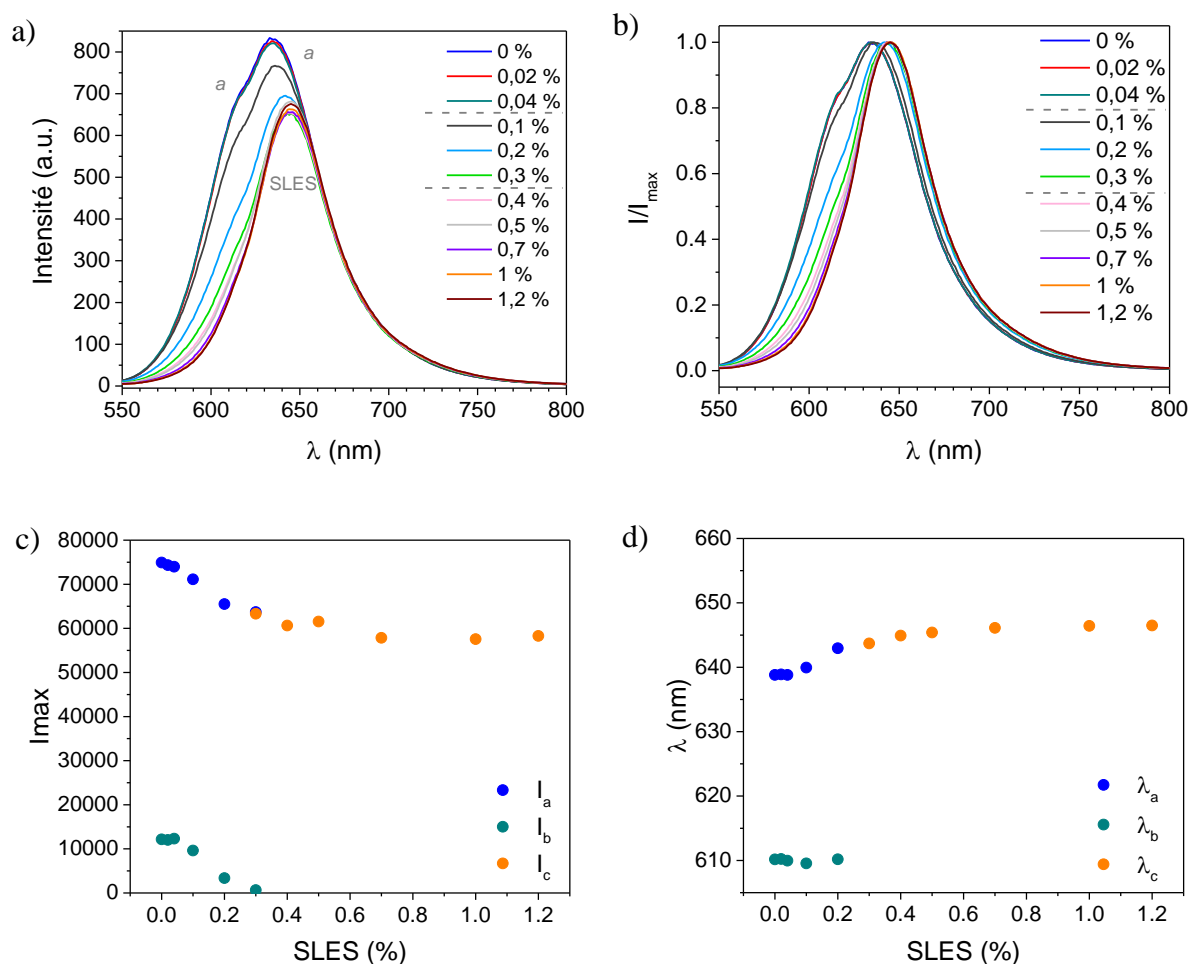 a)
Intensité (a.u.)
800
700
600
500
400
300
200
100
0
a
a
SLES
0 %
0,02 %
0,04 %
0,1 %
0,2 %
0,3 %
0,4 %
0,5 %
0,7 %
1 %
1,2 %
550 600 650 700 750 800
λ (nm)
b)
I/Imax
1.0
0.8
0.6
0.4
0.2
0.0
0 %
0,02 %
0,04 %
0,1 %
0,2 %
0,3 %
0,4 %
0,5 %
0,7 %
1 %
1,2 %
550 600 650 700 750 800
λ (nm)
c)
Imax
80000
70000
60000
50000
40000
30000
20000
10000
0
Ia
Ib
Ic
0.0 0.2 0.4 0.6 0.8 1.0 1.2
SLES (%)
d)
λ (nm)
660
650
640
630
620
610
λa
λb
λc
0.0 0.2 0.4 0.6 0.8 1.0 1.2
SLES (%)